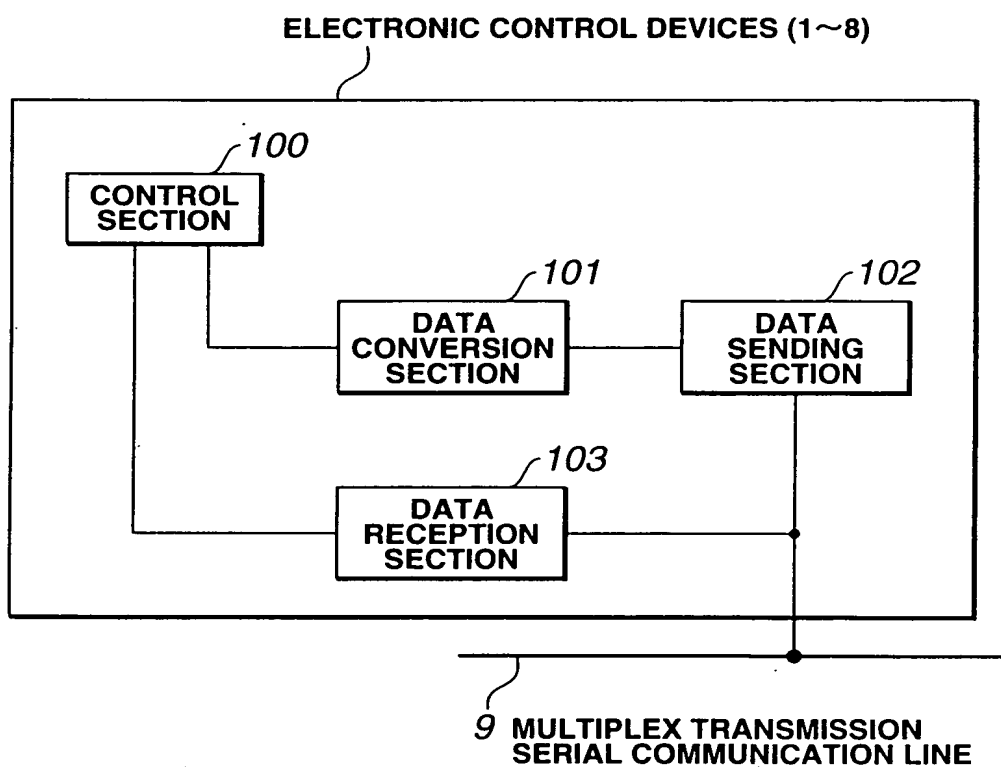 ELECTRONIC CONTROL DEVICES (1~8)
100
CONTROL
SECTION
101
DATA
CONVERSION
SECTION
102
DATA
SENDING
SECTION
103
DATA
RECEPTION
SECTION
9 MULTIPLEX TRANSMISSION
SERIAL COMMUNICATION LINE